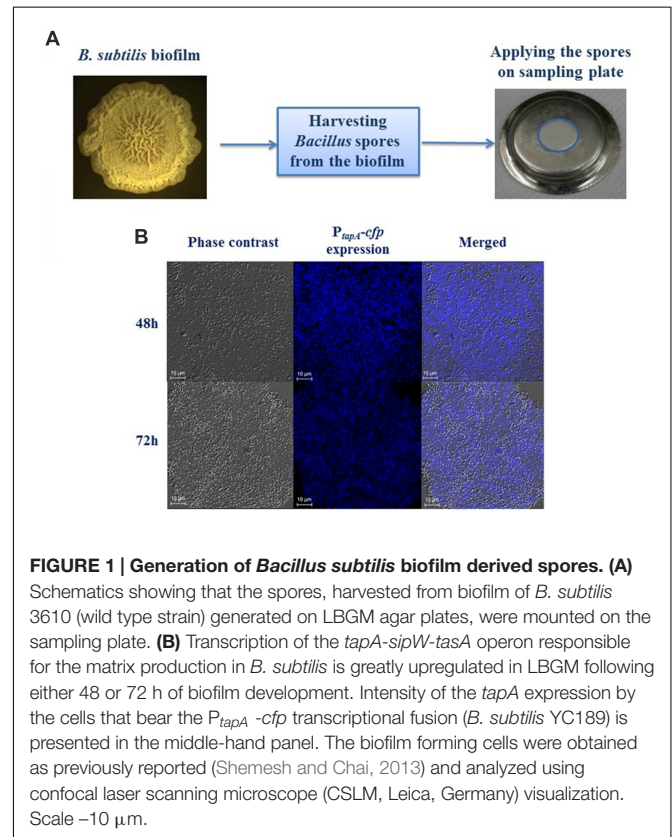 A
B. subtilis biofilm
Applying the spores
on sampling plate
Harvesting
Bacillus spores
from the biofilm
B
Phase contrast
PtapA-cfp
expression
Merged
48h
10 µm
10 µm
10 µm
72h
10 µm
10 µm
10 µm
FIGURE 1 | Generation of Bacillus subtilis biofilm derived spores. (A)
Schematics showing that the spores, harvested from biofilm of B. subtilis
3610 (wild type strain) generated on LBGM agar plates, were mounted on the
sampling plate. (B) Transcription of the tapA-sipW-tasA operon responsible
for the matrix production in B. subtilis is greatly upregulated in LBGM following
either 48 or 72 h of biofilm development. Intensity of the tapA expression by
the cells that bear the PtapA -cfp transcriptional fusion (B. subtilis YC189) is
presented in the middle-hand panel. The biofilm forming cells were obtained
as previously reported (Shemesh and Chai, 2013) and analyzed using
confocal laser scanning microscope (CSLM, Leica, Germany) visualization.
Scale –10 µm.